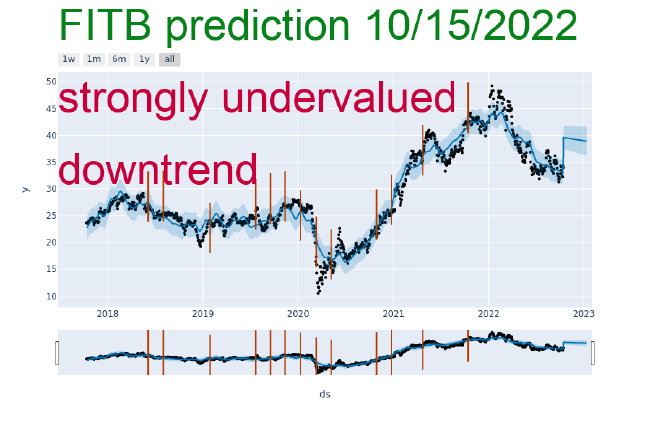 FITB prediction 10/15/2022
1w 1m 6m 1y all
strongly undervalued
downtrend
50
45
40
35
30
25
20
15
10
y
2018 2019 2020 2021 2022 2023
ds